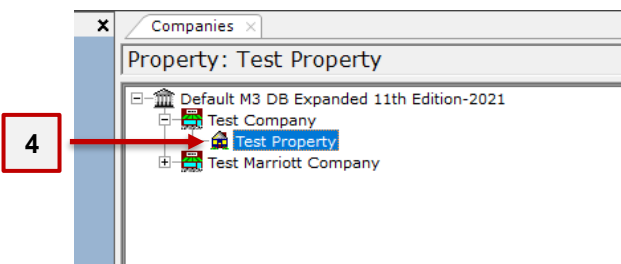 Companies
Property: Test Property
Default M3 DB Expanded 11th Edition-2021
Test Company
4
Test Property
Test Marriott Company